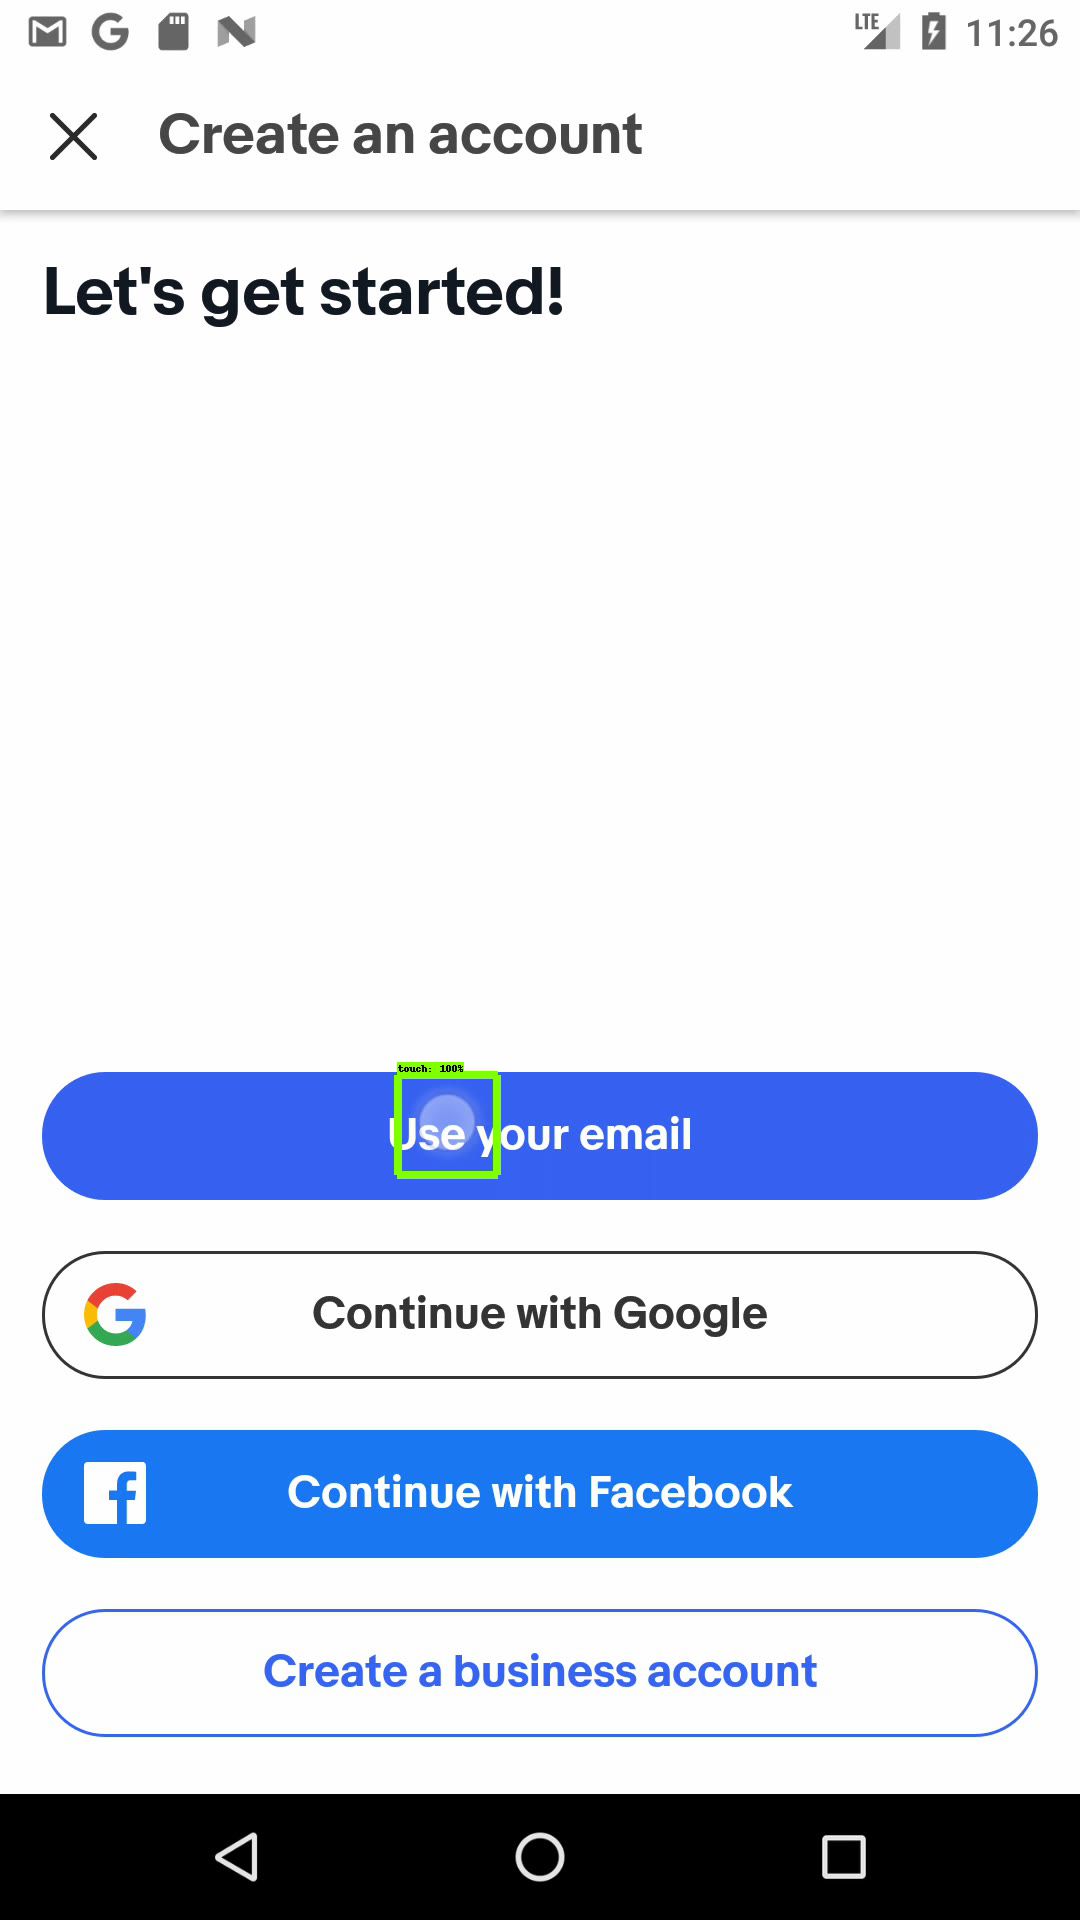 LTE 11:26
Create an account
Let's get started!
touch: 100%
Use your email
Continue with Google
Continue with Facebook
Create a business account